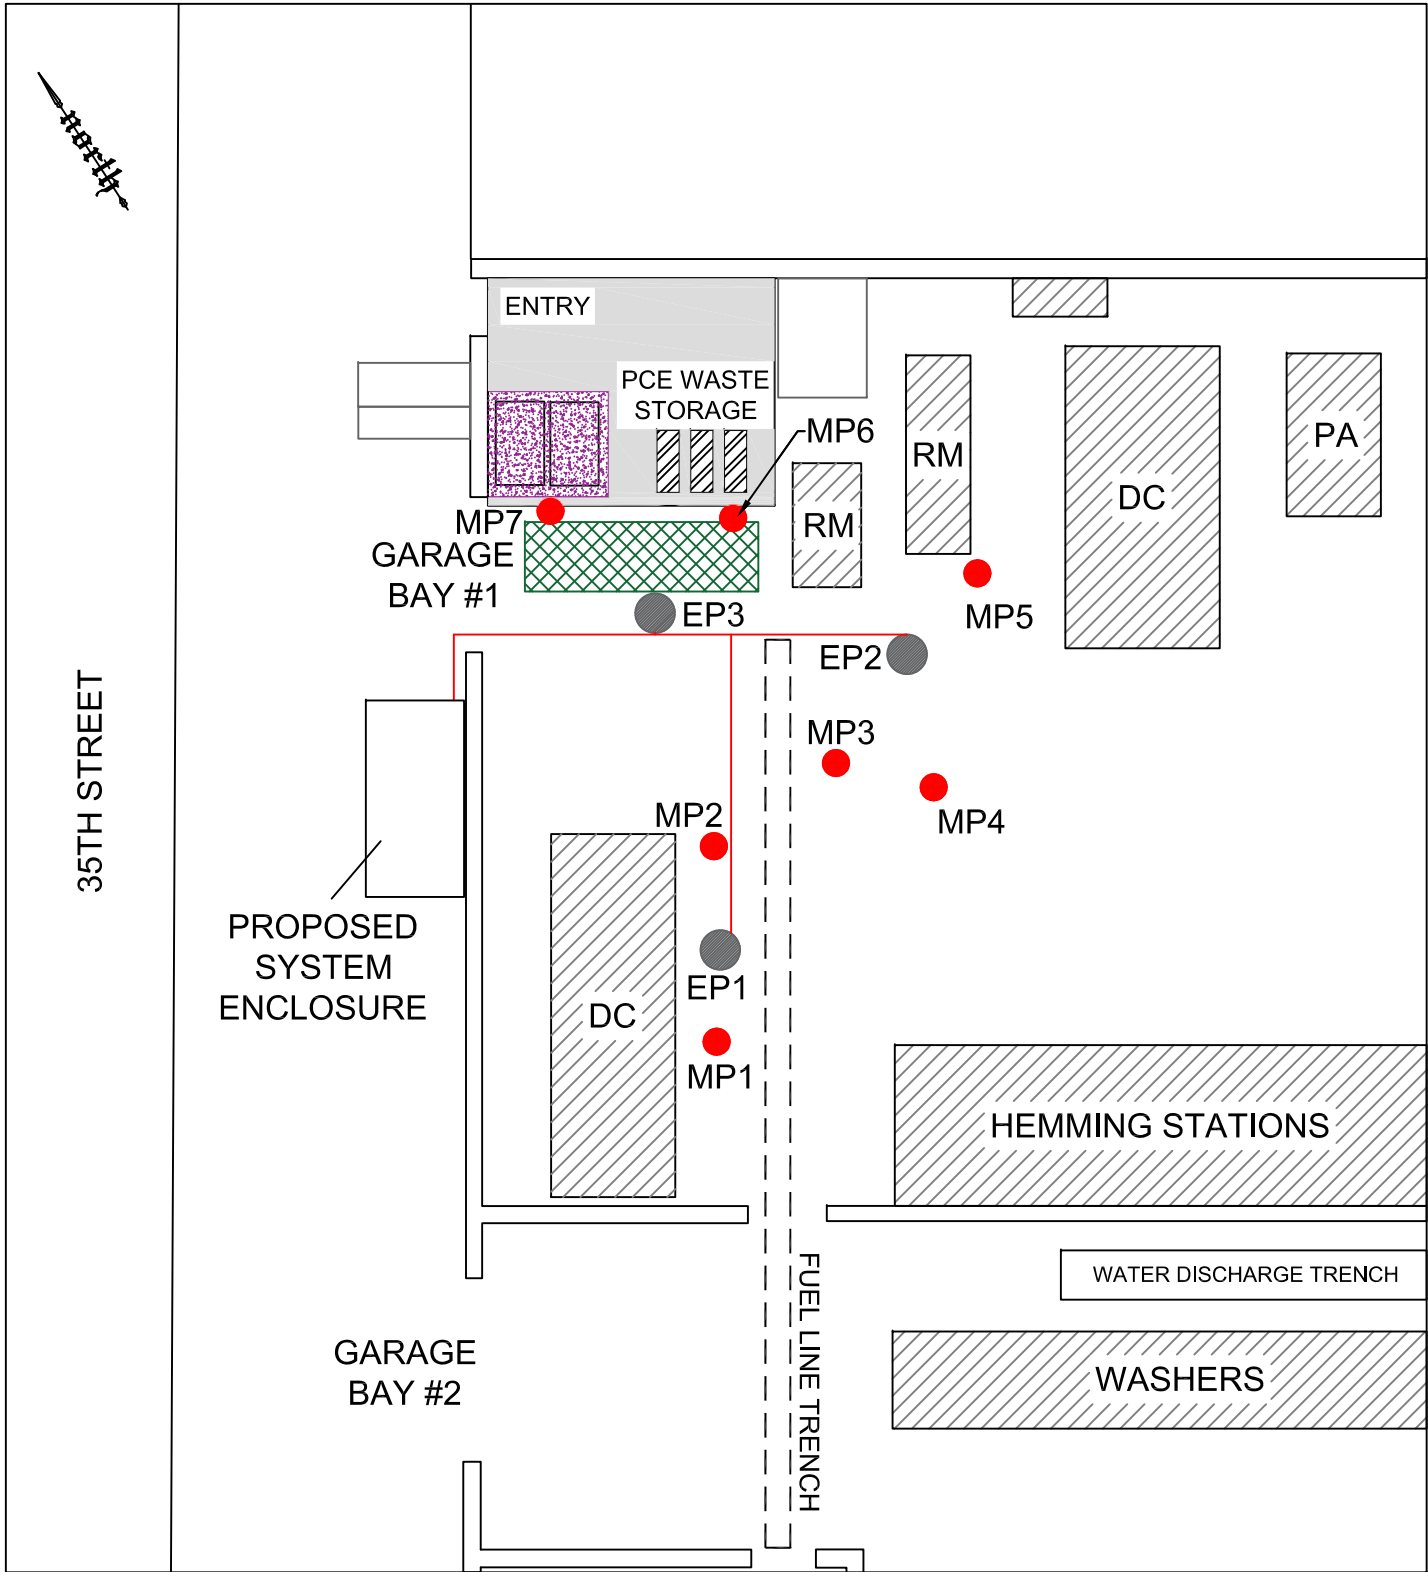 north
ENTRY
PCE WASTE
STORAGE
MP6
RM
PA
DC
MP7
RM
GARAGE
BAY #1
EP3
MP5
EP2
35TH STREET
MP3
MP2
MP4
PROPOSED
SYSTEM
ENCLOSURE
EP1
DC
MP1
HEMMING STATIONS
FUEL LINE TRENCH
WATER DISCHARGE TRENCH
GARAGE
BAY #2
WASHERS